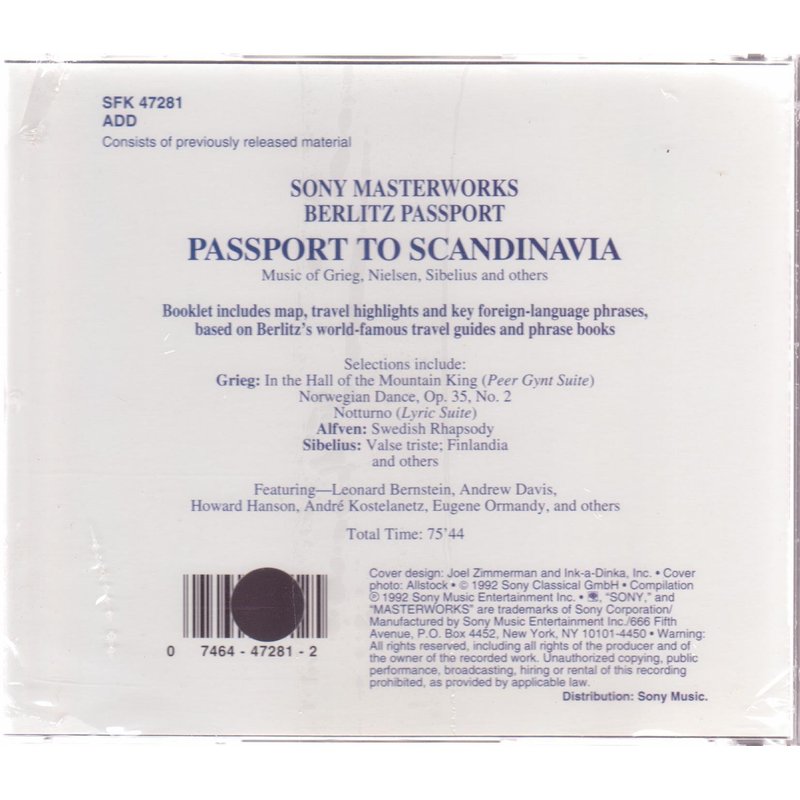 SFK 47281
ADD
Consists of previously released material
SONY MASTERWORKS
BERLITZ PASSPORT
PASSPORT TO SCANDINAVIA
Music of Grieg, Nielsen, Sibelius and others
Booklet includes map, travel highlights and key foreign-language phrases,
based on Berlitz's world-famous travel guides and phrase books
Selections include:
Grieg: In the Hall of the Mountain King (Peer Gynt Suite)
Norwegian Dance, Op. 35, No. 2
Notturno (Lyric Suite)
Alfven: Swedish Rhapsody
Sibelius: Valse triste; Finlandia
and others
Featuring—Leonard Bernstein, Andrew Davis,
Howard Hanson, André Kostelanetz, Eugene Ormandy, and others
Total Time: 75'44
0 7464 - 47281 - 2
Cover design: Joel Zimmerman and Ink-a-Dinka, Inc. • Cover
photo: Allstock • © 1992 Sony Classical GmbH • Compilation
℗ 1992 Sony Music Entertainment Inc. • , "SONY," and
"MASTERWORKS" are trademarks of Sony Corporation/
Manufactured by Sony Music Entertainment Inc./666 Fifth
Avenue, P.O. Box 4452, New York, NY 10101-4450 • Warning:
All rights reserved, including all rights of the producer and of
the owner of the recorded work. Unauthorized copying, public
performance, broadcasting, hiring or rental of this recording
prohibited, as provided by applicable law.
Distribution: Sony Music.